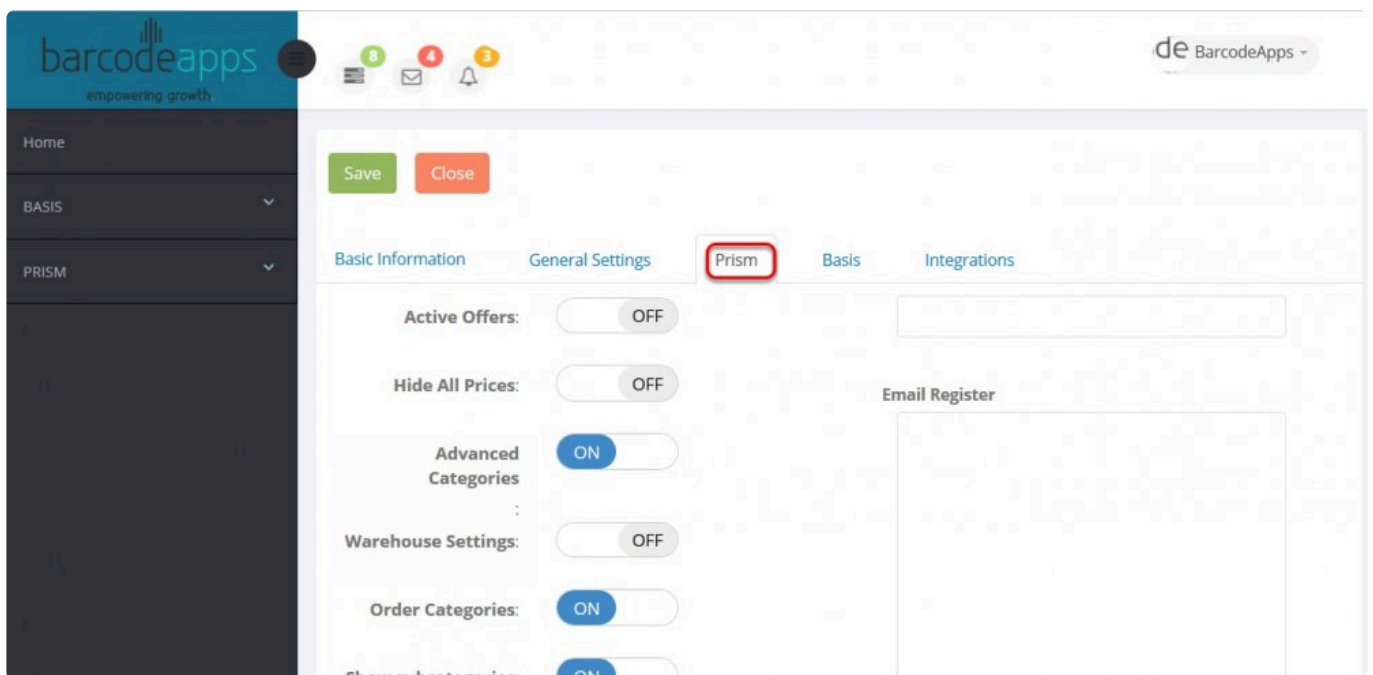 barcodeapps
empowering growth.
8
4
3
de BarcodeApps
Home
BASIS
PRISM
Save
Close
Basic Information
General Settings
Prism
Basis
Integrations
Active Offers:
OFF
Hide All Prices:
OFF
Email Register
Advanced
Categories
:
ON
Warehouse Settings:
OFF
Order Categories:
ON
Show subcategories:
ON